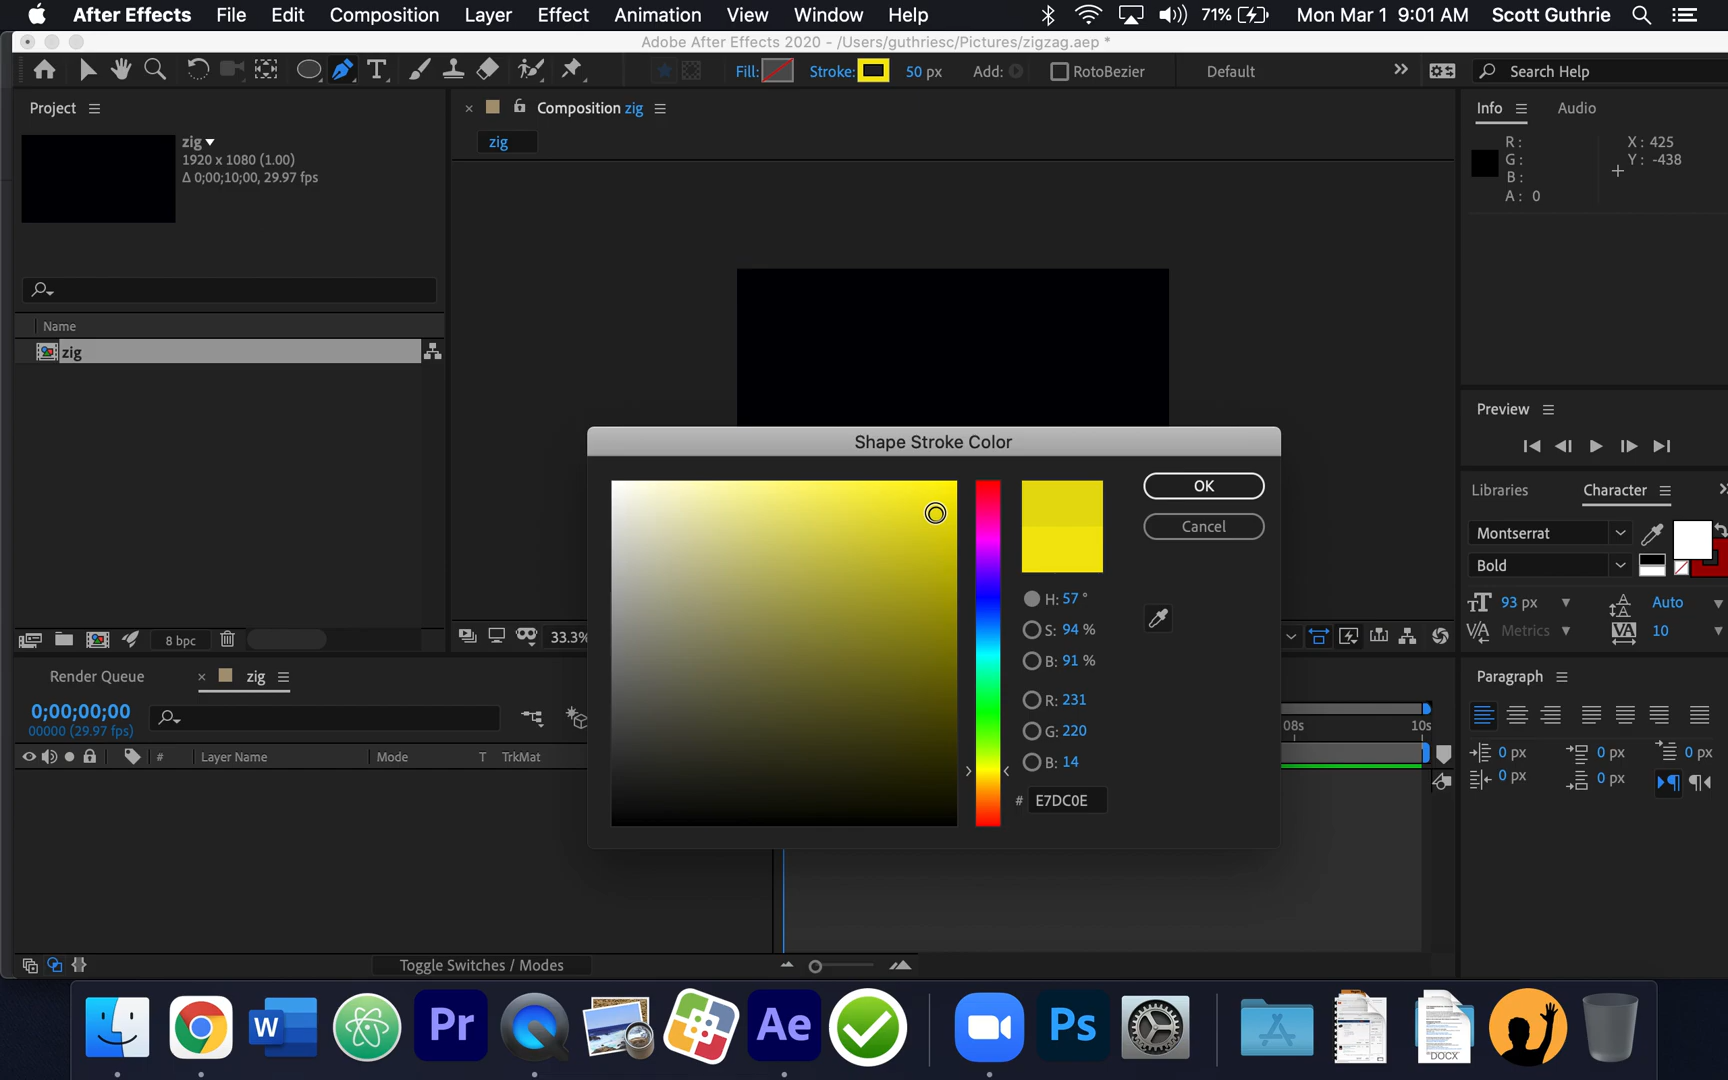 After Effects File Edit Composition Layer Effect Animation View Window Help 71% Mon Mar 1 9:01 AM Scott Guthrie
Adobe After Effects 2020 - /Users/guthriesc/Pictures/zigzag.aep *
T Fill: Stroke: 50 px Add: RotoBezier Default Search Help
Project
zig
1920 x 1080 (1.00)
Δ 0;00;10;00, 29.97 fps
Name
zig
8 bpc
Composition zig
zig
33.3%
Info Audio
R :
G :
B :
A : 0
X : 425
Y : -438
Preview
Libraries Character
Montserrat
Bold
93 px Auto
Metrics 10
Paragraph
0 px 0 px 0 px
0 px 0 px
Shape Stroke Color
OK
Cancel
H: 57 °
S: 94 %
B: 91 %
R: 231
G: 220
B: 14
# E7DC0E
Render Queue zig
0;00;00;00
00000 (29.97 fps)
# Layer Name Mode T TrkMat
08s 10s
Toggle Switches / Modes
W Pr Ae Ps
DOCX